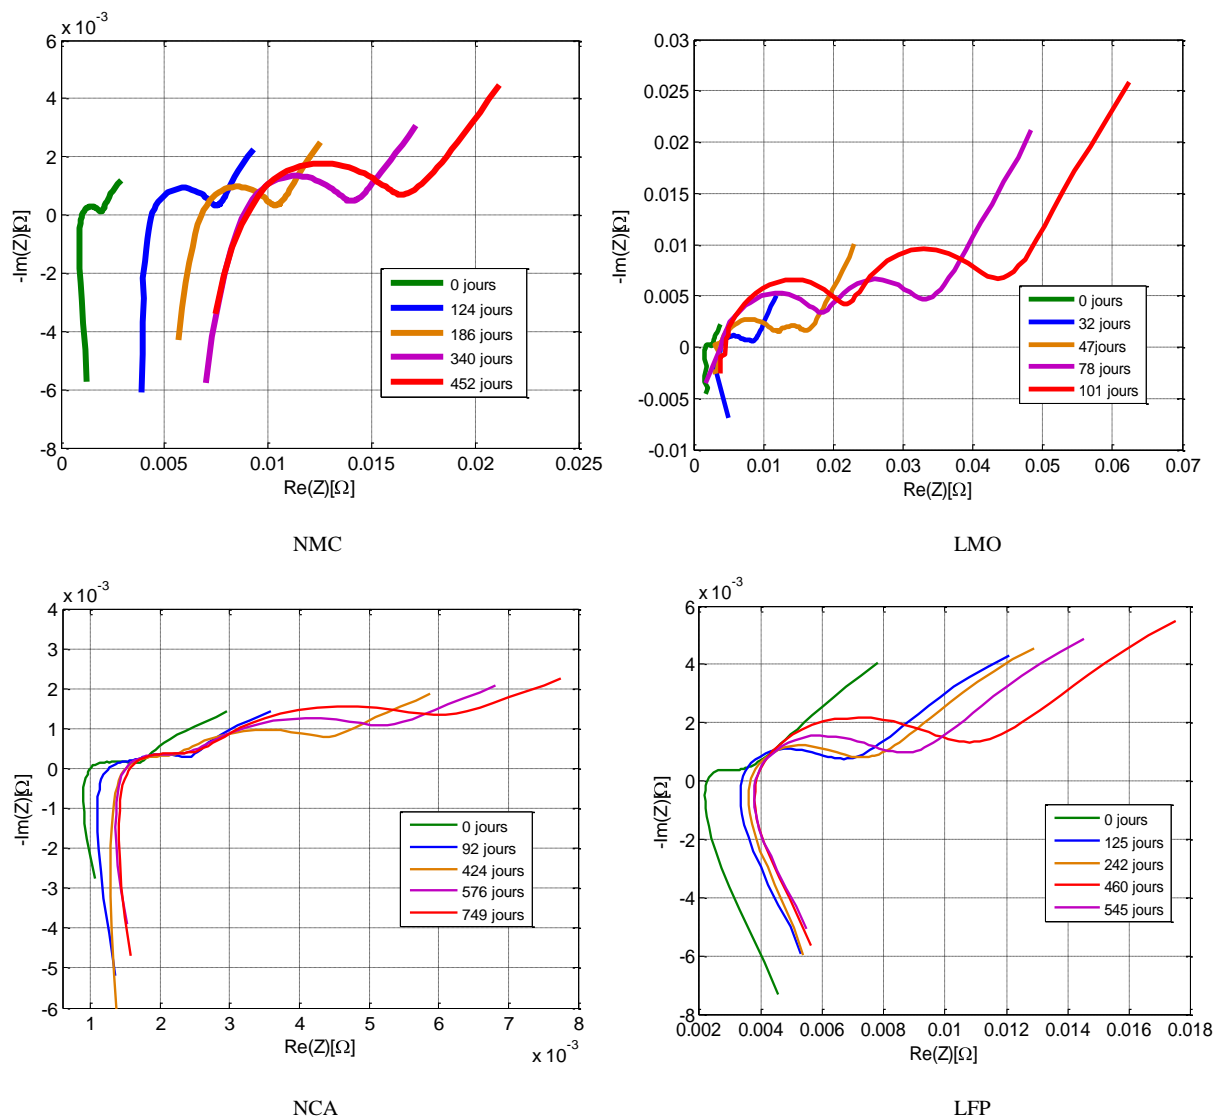 x 10⁻³
6
4
2
0
-2
-4
-6
-8
0 0.005 0.01 0.015 0.02 0.025
-Im(Z)[Ω]
Re(Z)[Ω]
0 jours
124 jours
186 jours
340 jours
452 jours
NMC
0.03
0.025
0.02
0.015
0.01
0.005
0
-0.005
-0.01
0 0.01 0.02 0.03 0.04 0.05 0.06 0.07
-Im(Z)[Ω]
Re(Z)[Ω]
0 jours
32 jours
47jours
78 jours
101 jours
LMO
x 10⁻³
4
3
2
1
0
-1
-2
-3
-4
-5
-6
1 2 3 4 5 6 7 8
x 10⁻³
-Im(Z)[Ω]
Re(Z)[Ω]
0 jours
92 jours
424 jours
576 jours
749 jours
NCA
x 10⁻³
6
4
2
0
-2
-4
-6
-8
0.002 0.004 0.006 0.008 0.01 0.012 0.014 0.016 0.018
-Im(Z)[Ω]
Re(Z)[Ω]
0 jours
125 jours
242 jours
460 jours
545 jours
LFP